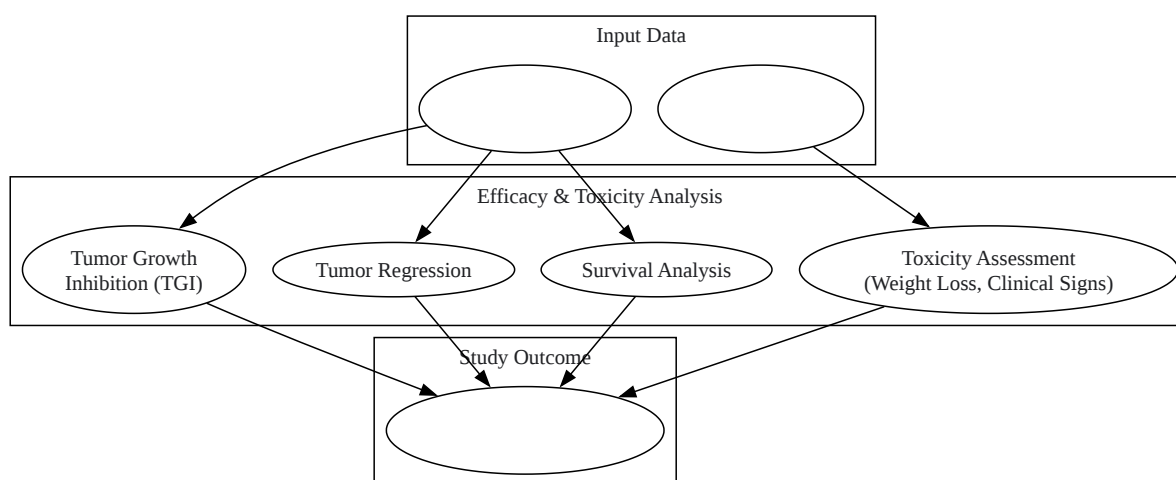 Input Data
Efficacy & Toxicity Analysis
Tumor Growth
Inhibition (TGI)
Tumor Regression
Survival Analysis
Toxicity Assessment
(Weight Loss, Clinical Signs)
Study Outcome